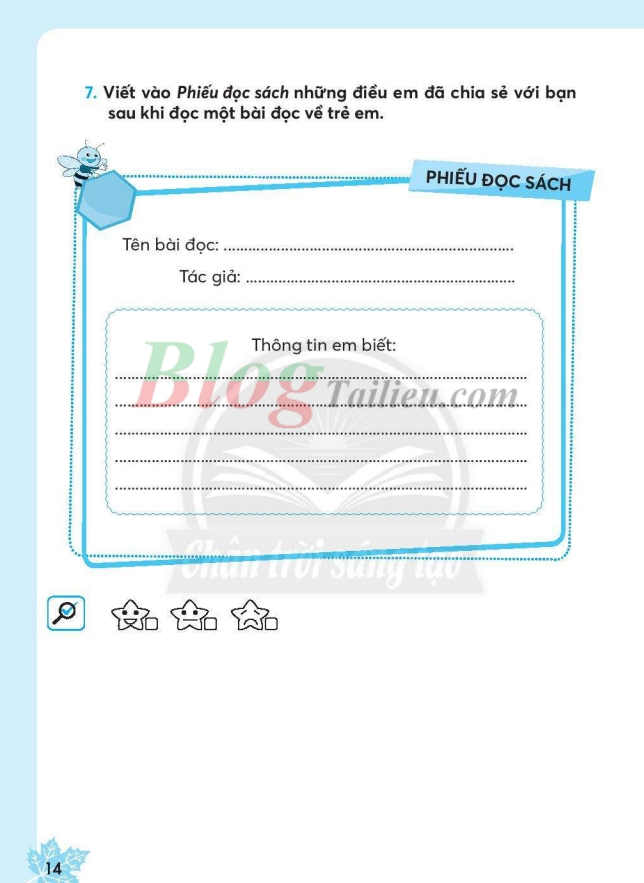 7. Viết vào Phiếu đọc sách những điều em đã chia sẻ với bạn
sau khi đọc một bài đọc về trẻ em.
PHIẾU ĐỌC SÁCH
Tên bài đọc: ......................................................................
Tác giả: .................................................................
Thông tin em biết:
....................................................................................................
....................................................................................................
....................................................................................................
....................................................................................................
....................................................................................................
Blog Tailieu.com
Chân trời sáng tạo
14